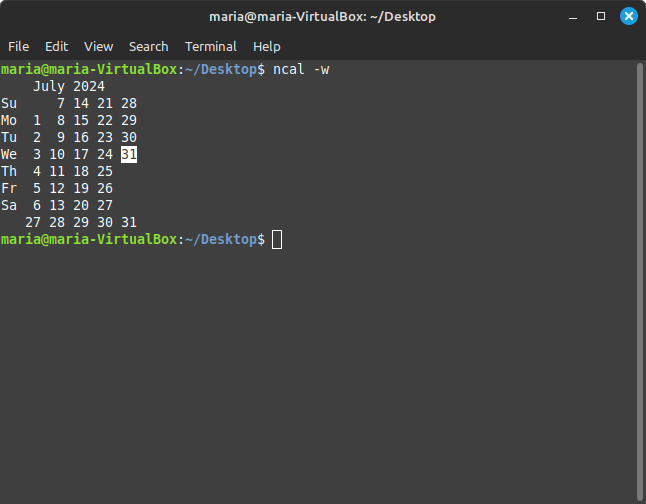 maria@maria-VirtualBox: ~/Desktop
File Edit View Search Terminal Help
maria@maria-VirtualBox:~/Desktop$ ncal -w
    July 2024
Su     7 14 21 28
Mo  1  8 15 22 29
Tu  2  9 16 23 30
We  3 10 17 24 31
Th  4 11 18 25
Fr  5 12 19 26
Sa  6 13 20 27
   27 28 29 30 31
maria@maria-VirtualBox:~/Desktop$